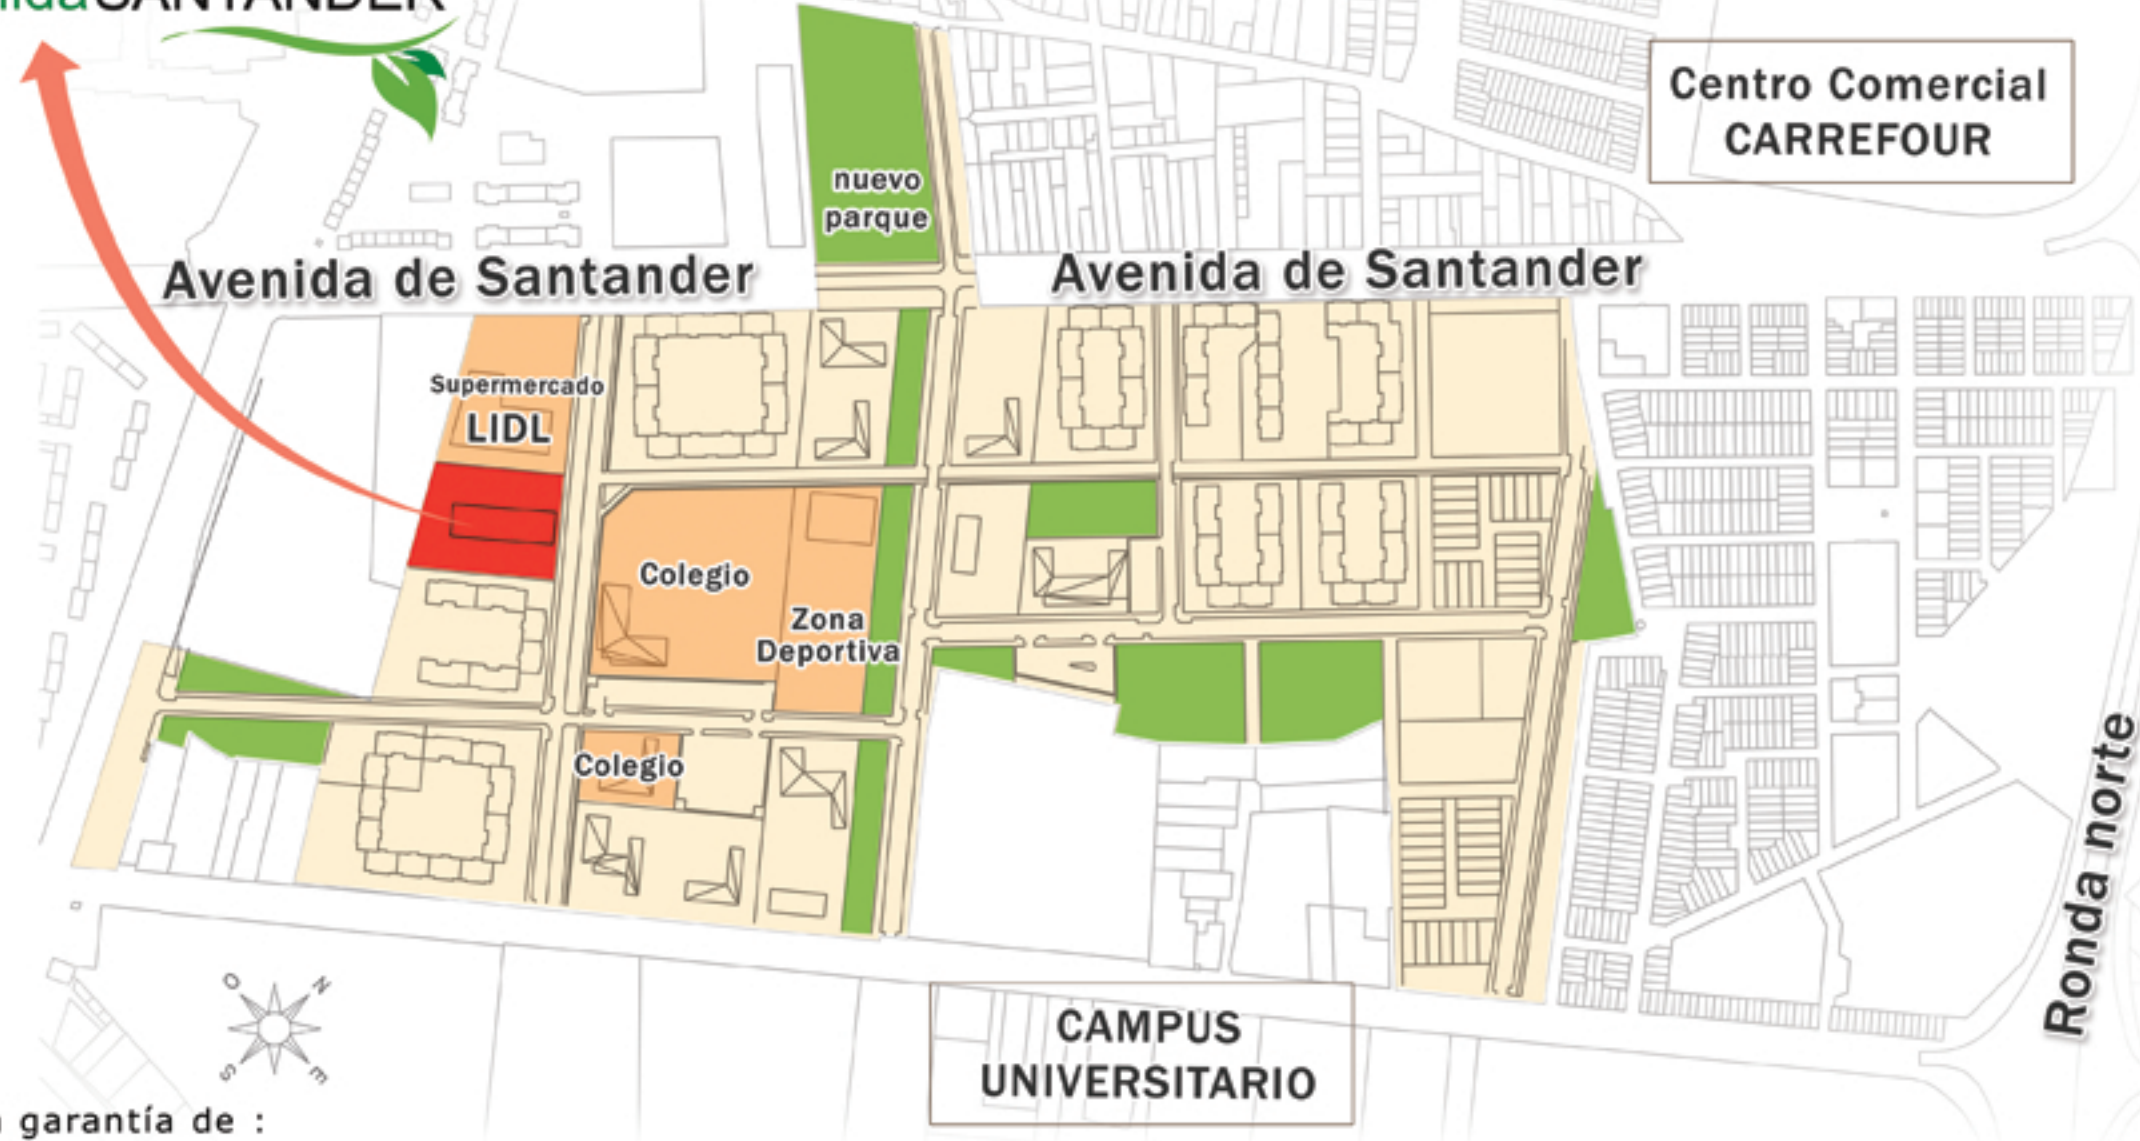 SANTANDER
Centro Comercial
CARREFOUR
nuevo
parque
Avenida de Santander
Avenida de Santander
Supermercado
LIDL
Colegio
Zona
Deportiva
Colegio
Ronda norte
O
N
S
E
CAMPUS
UNIVERSITARIO
garantía de :